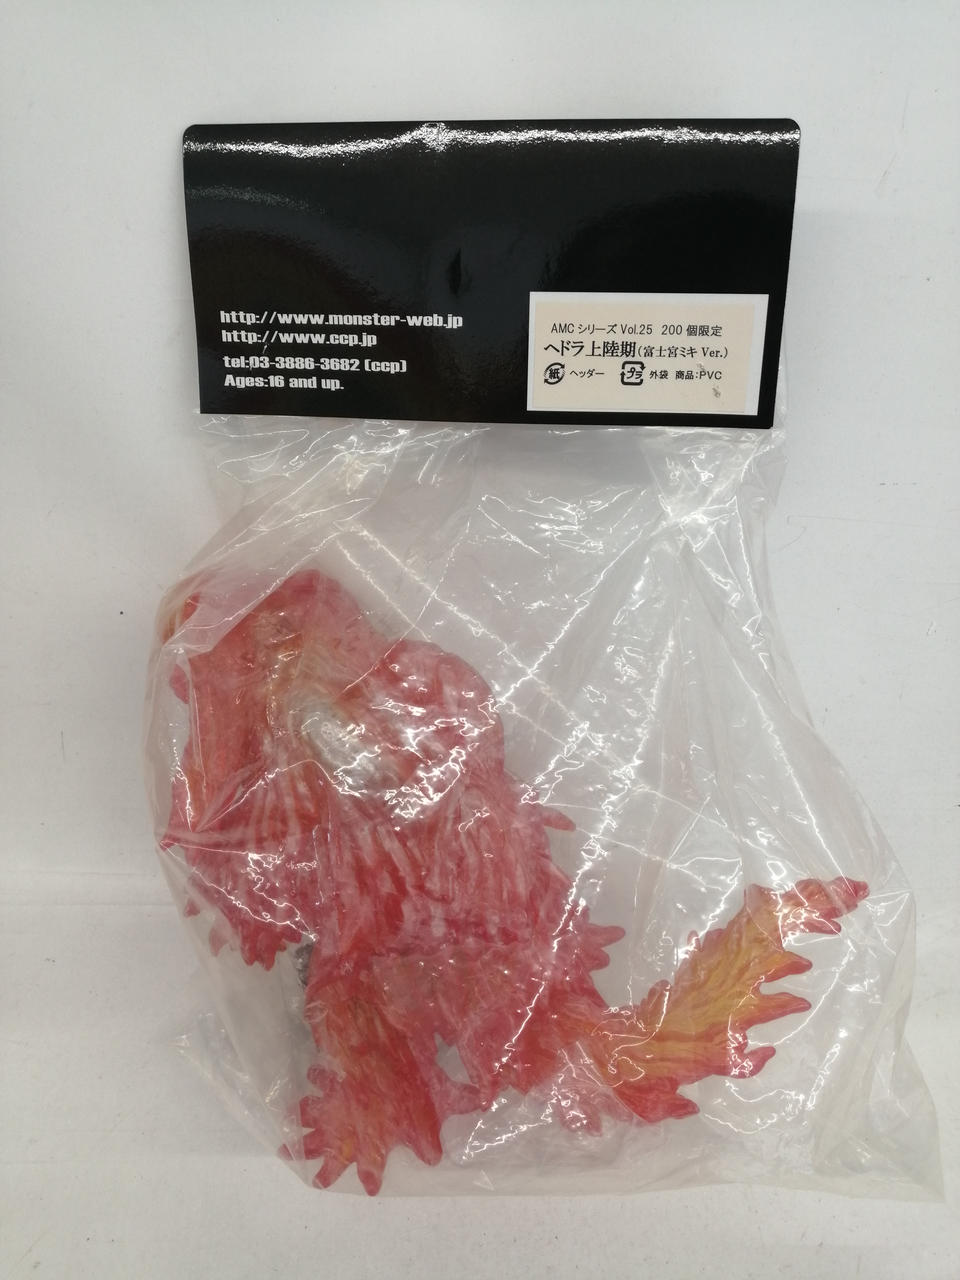 http://www.monster-web.jp
http://www.ccp.jp
tel:03-3886-3682 (ccp)
Ages:16 and up.
AMC シリーズ Vol.25 200 個限定
ヘドラ上陸期(富士宮ミキ Ver.)
紙 ヘッダー プラ 外袋 商品:PVC